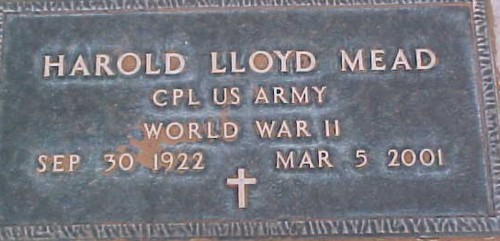 HAROLD LLOYD MEAD
CPL US ARMY
WORLD WAR II
SEP 30 1922 MAR 5 2001